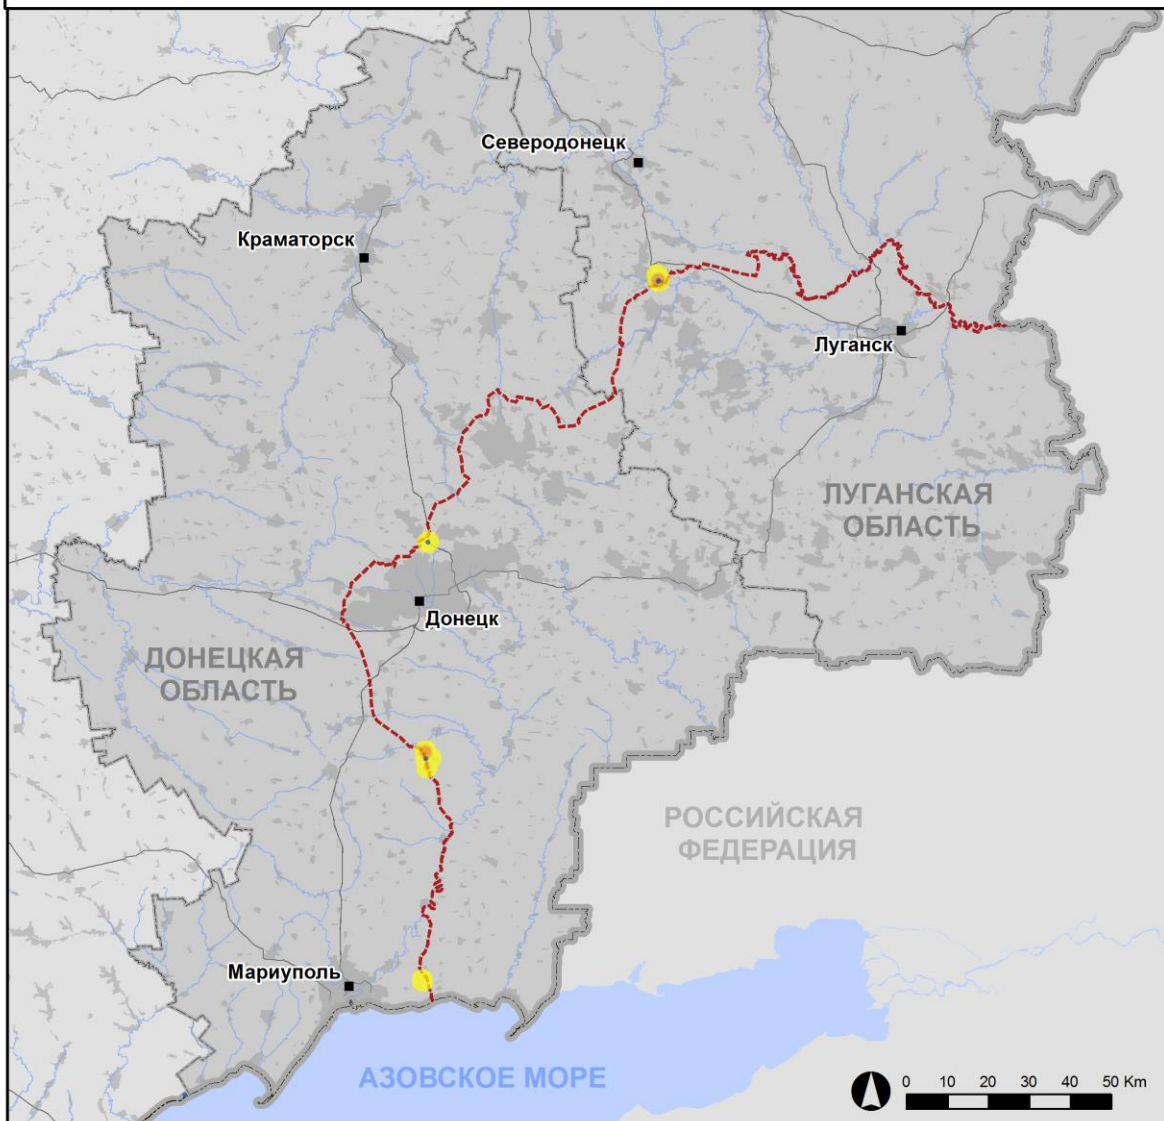 Северодонецк
Краматорск
Луганск
ЛУГАНСКАЯ
ОБЛАСТЬ
Донецк
ДОНЕЦКАЯ
ОБЛАСТЬ
РОССИЙСКАЯ
ФЕДЕРАЦИЯ
Мариуполь
АЗОВСКОЕ МОРЕ
0 10 20 30 40 50 Km